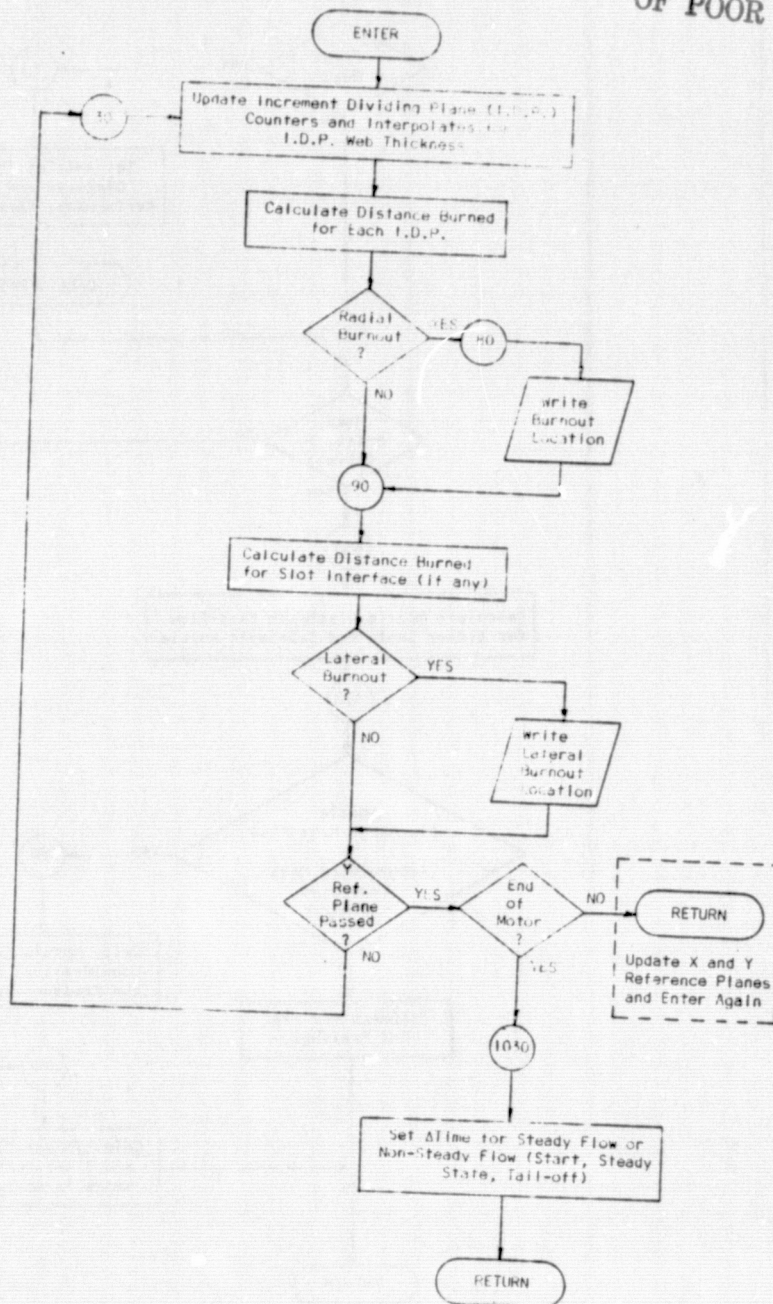 OF POOR
ENTER
Update Increment Dividing Plane (I.D.P.)
Counters and Interpolates for
I.D.P. Web Thickness
Calculate Distance Burned
for Each I.D.P.
Radial
Burnout
?
YES
80
NO
Write
Burnout
Location
90
Calculate Distance Burned
for Slot Interface (if any)
Lateral
Burnout
?
YES
NO
Write
Lateral
Burnout
Location
Y
Ref.
Plane
Passed
?
YES
NO
End
of
Motor
?
NO
YES
RETURN
Update X and Y
Reference Planes
and Enter Again
1030
Set ΔTime for Steady Flow or
Non-Steady Flow (Start, Steady
State, Tail-off)
RETURN